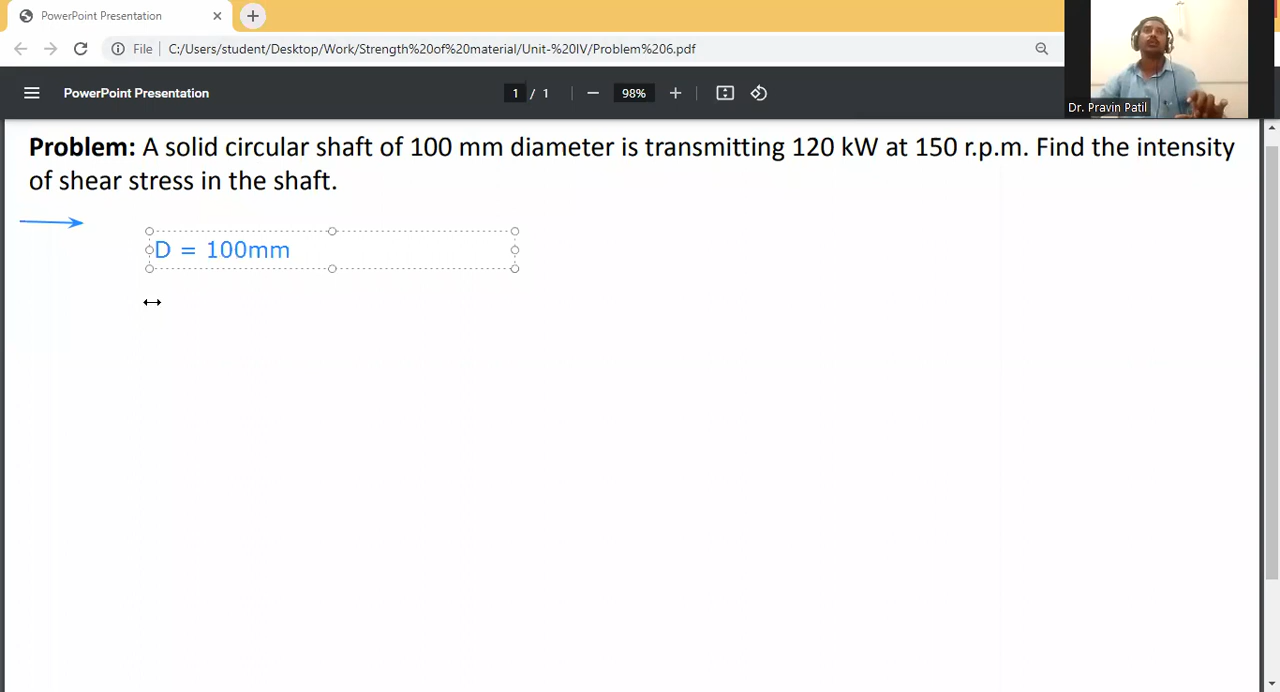 PowerPoint Presentation
File
C:/Users/student/Desktop/Work/Strength%20of%20material/Unit-%20IV/Problem%206.pdf
PowerPoint Presentation
1 / 1
98%
Dr. Pravin Patil
Problem: A solid circular shaft of 100 mm diameter is transmitting 120 kW at 150 r.p.m. Find the intensity
of shear stress in the shaft.
D = 100mm